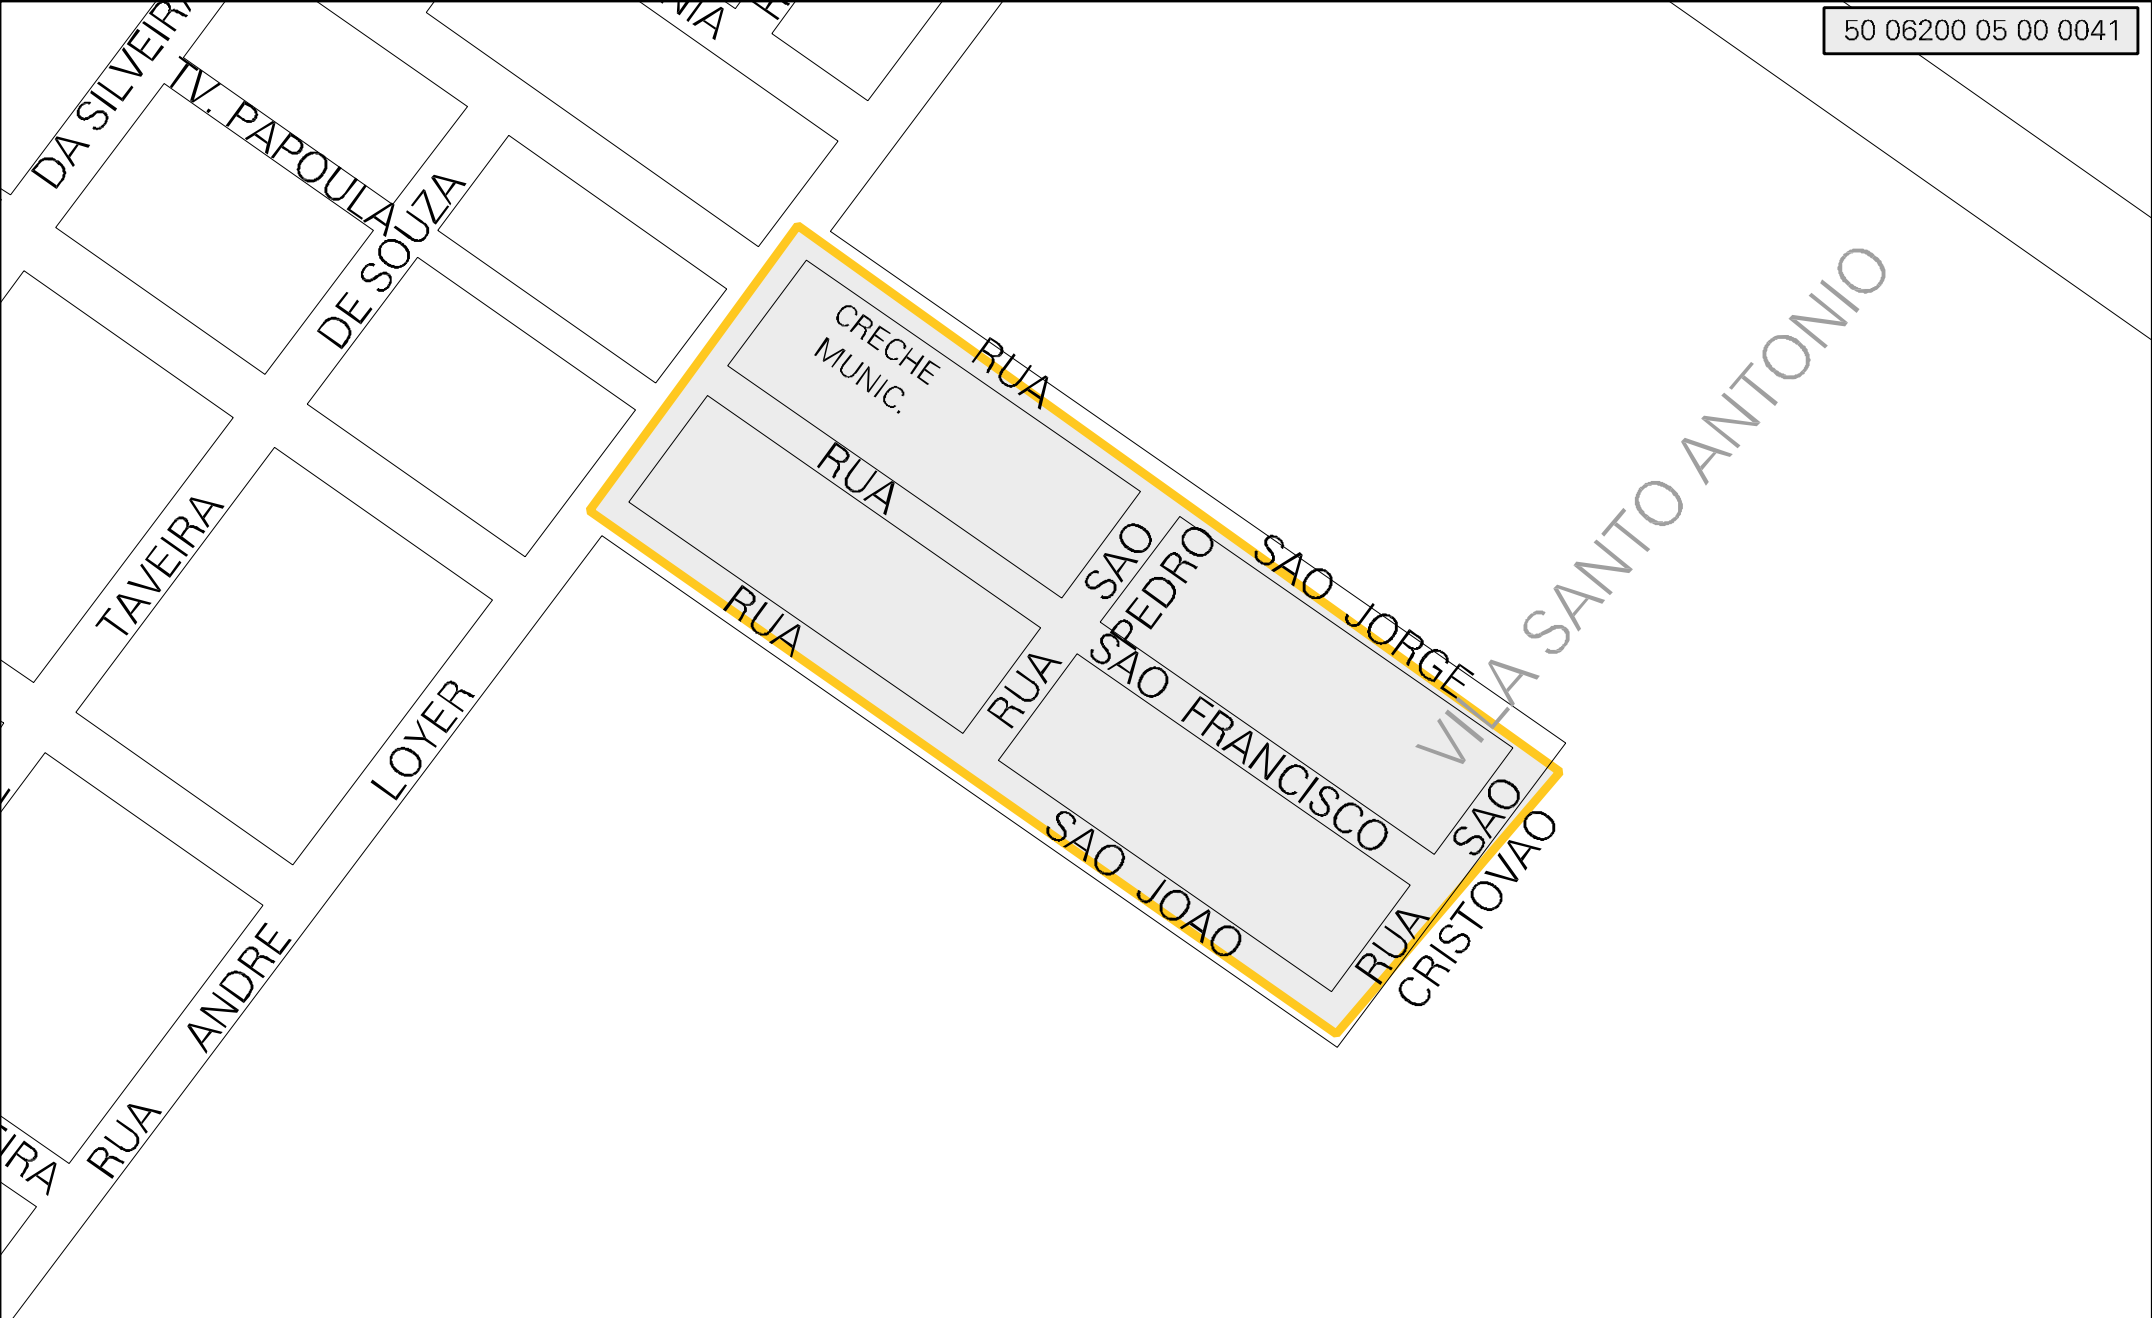 50 06200 05 00 0041
DA SILVEIRA
TV. PAPOULA
DE SOUZA
CRECHE
MUNIC.
RUA SAO JORGE
VILA SANTO ANTONIO
RUA SAO FRANCISCO
RUA SAO
PEDRO
RUA SAO JOAO
RUA SAO
CRISTOVAO
TAVEIRA
RUA ANDRE LOYER